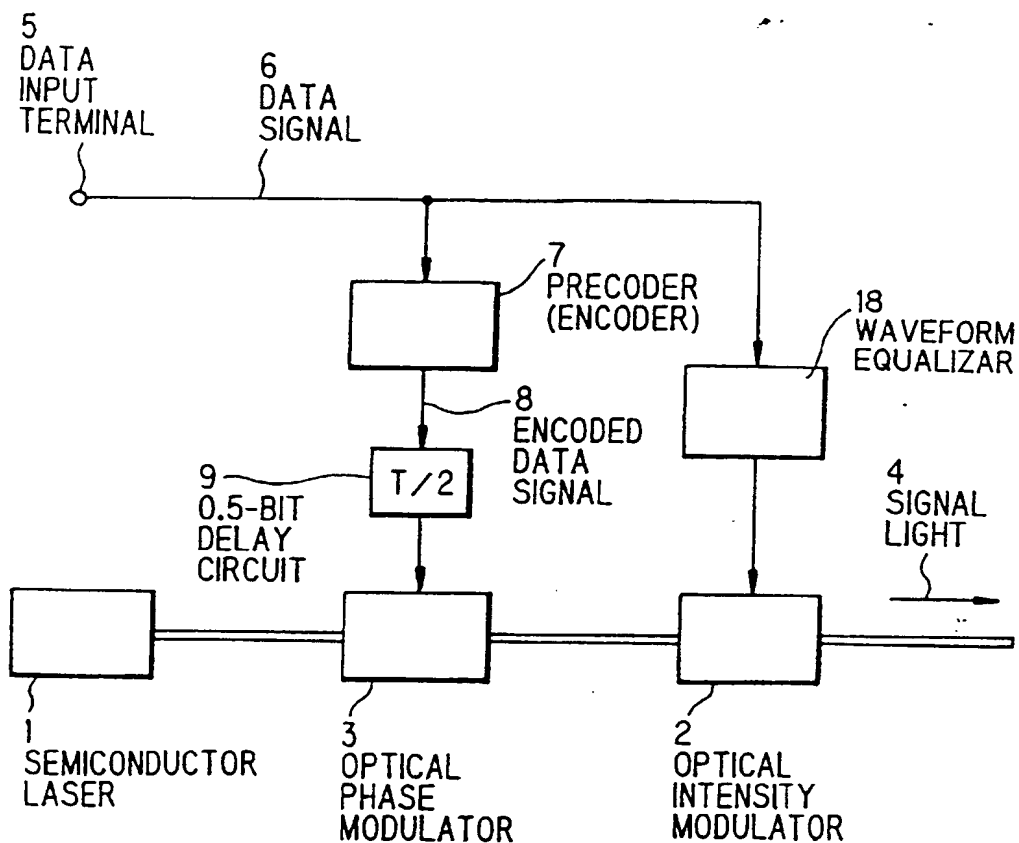 5
DATA
INPUT
TERMINAL
6
DATA
SIGNAL
7
PRECODER
(ENCODER)
18
WAVEFORM
EQUALIZAR
8
ENCODED
DATA
SIGNAL
T/2
9
0.5-BIT
DELAY
CIRCUIT
4
SIGNAL
LIGHT
1
SEMICONDUCTOR
LASER
3
OPTICAL
PHASE
MODULATOR
2
OPTICAL
INTENSITY
MODULATOR